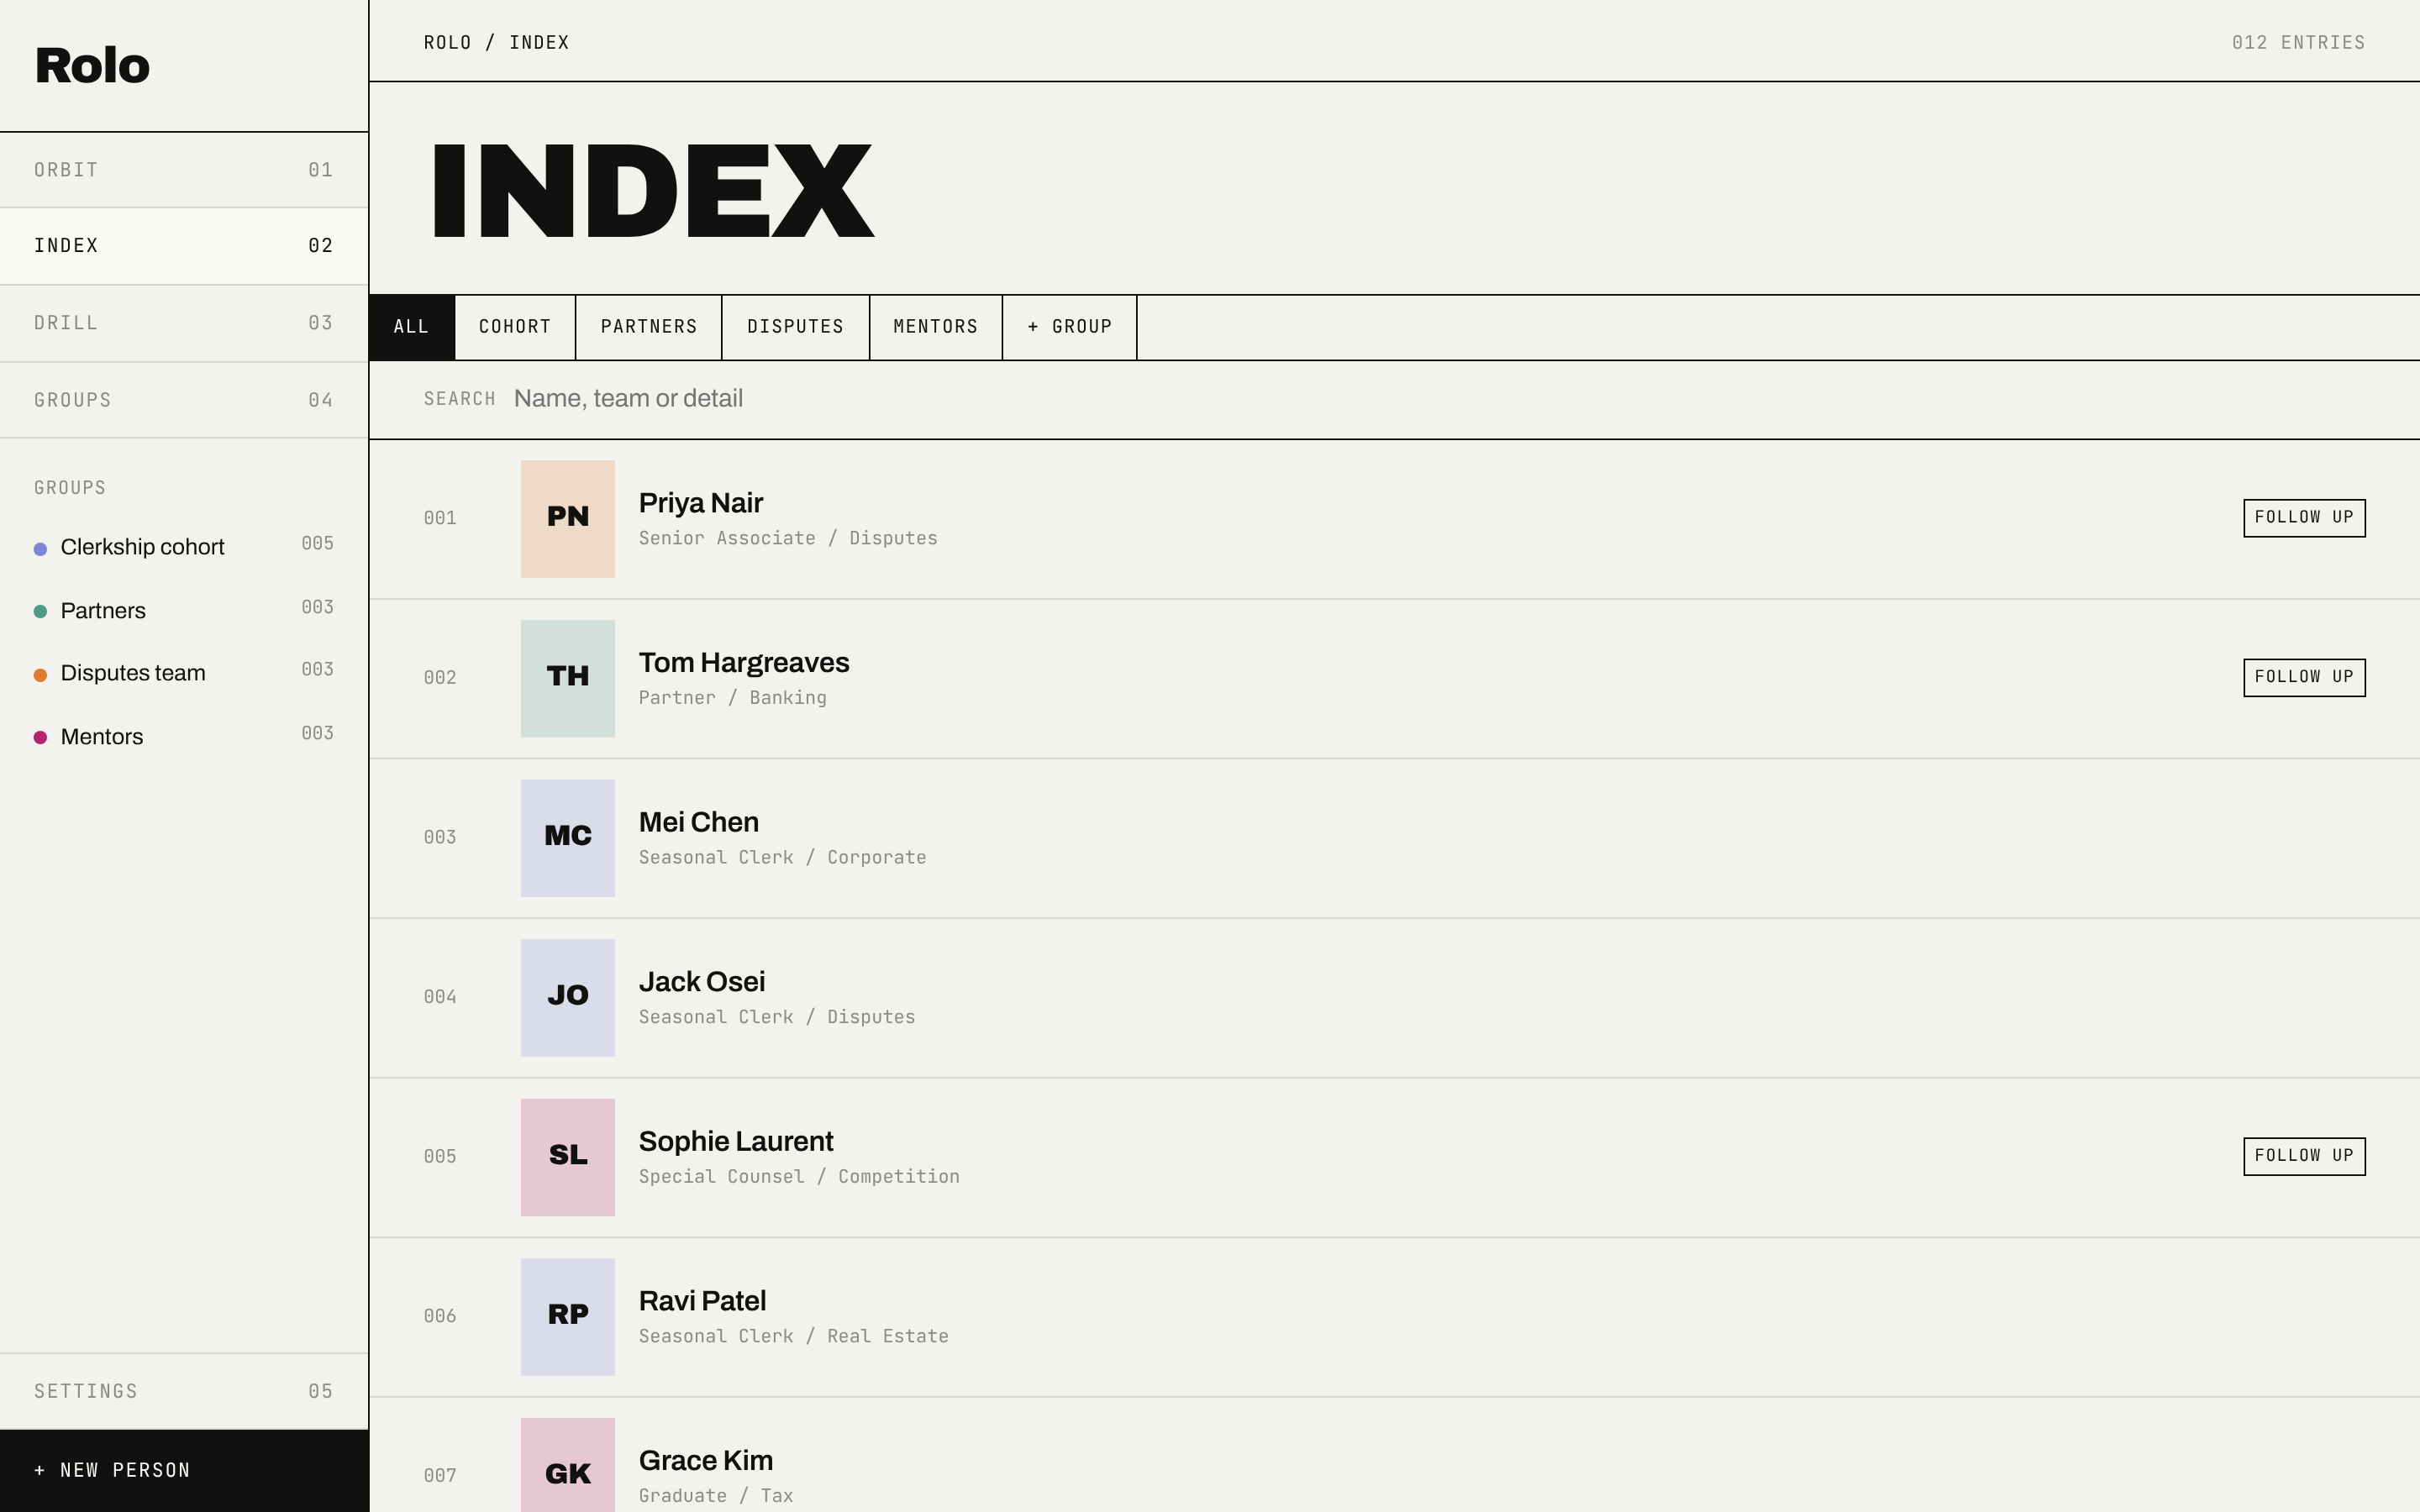 Rolo
ORBIT 01
INDEX 02
DRILL 03
GROUPS 04
GROUPS
Clerkship cohort 005
Partners 003
Disputes team 003
Mentors 003
SETTINGS 05
+ NEW PERSON
ROLO / INDEX 012 ENTRIES
INDEX
ALL COHORT PARTNERS DISPUTES MENTORS + GROUP
SEARCH Name, team or detail
001 PN Priya Nair FOLLOW UP
Senior Associate / Disputes
002 TH Tom Hargreaves FOLLOW UP
Partner / Banking
003 MC Mei Chen
Seasonal Clerk / Corporate
004 JO Jack Osei
Seasonal Clerk / Disputes
005 SL Sophie Laurent FOLLOW UP
Special Counsel / Competition
006 RP Ravi Patel
Seasonal Clerk / Real Estate
007 GK Grace Kim
Graduate / Tax